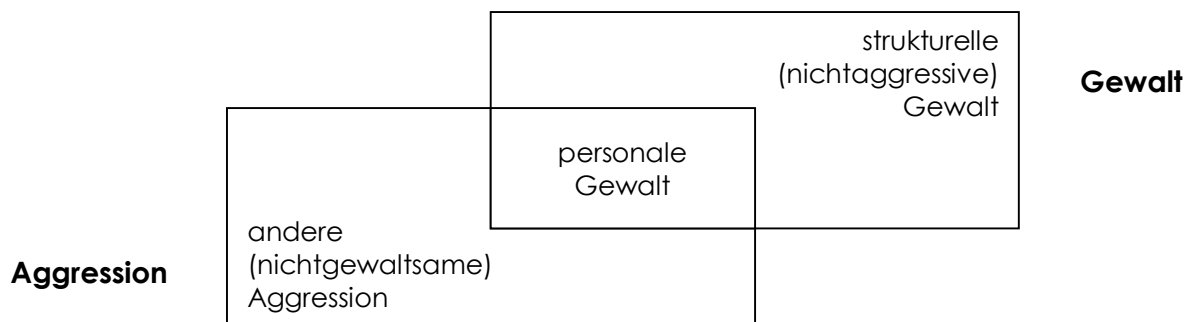 strukturelle
(nichtaggressive)
Gewalt
Gewalt
personale
Gewalt
andere
(nichtgewaltsame)
Aggression
Aggression